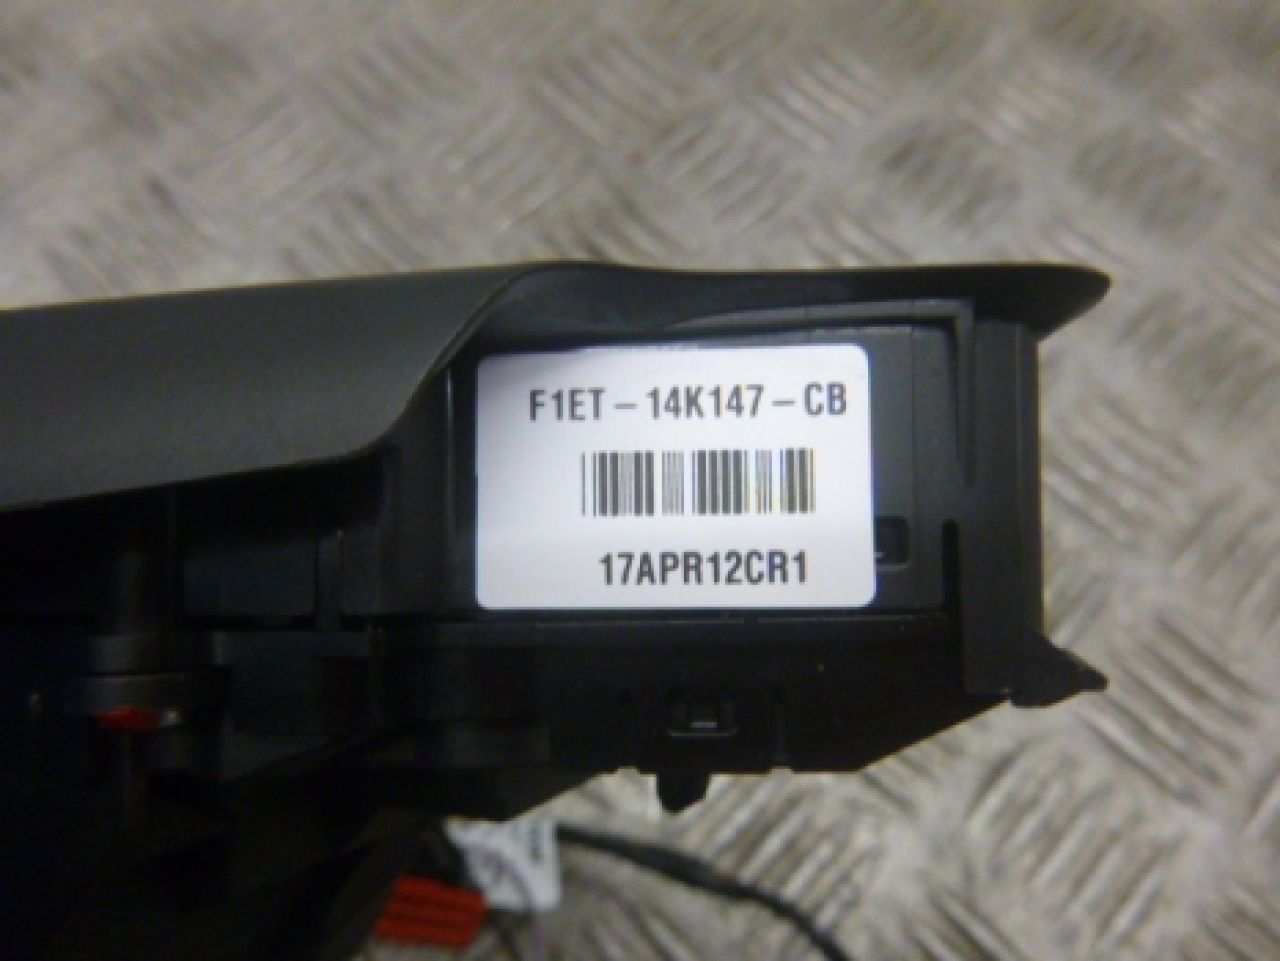 F1ET – 14K147 – CB
17APR12CR1